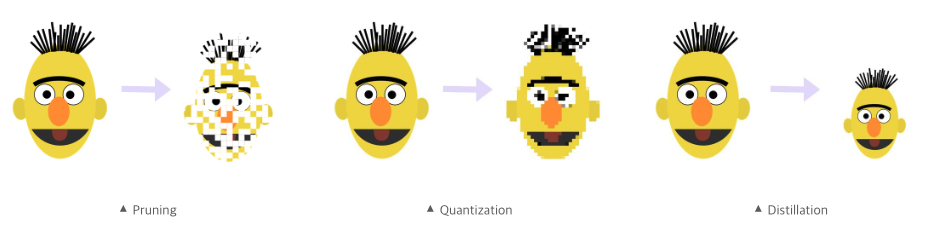 ▲ Pruning
▲ Quantization
▲ Distillation